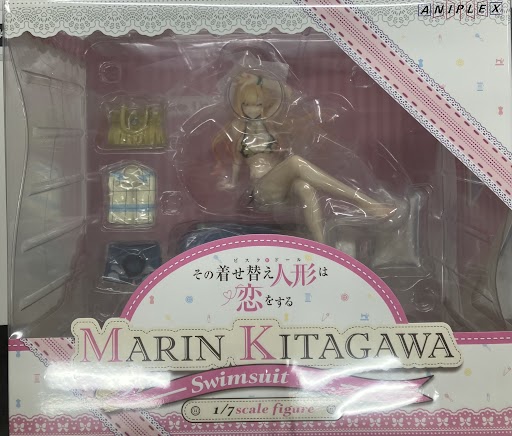 ANIPLEX
ビスク・ドール
その着せ替え人形は
恋をする
MARIN KITAGAWA
Swimsuit
1/7 scale figure